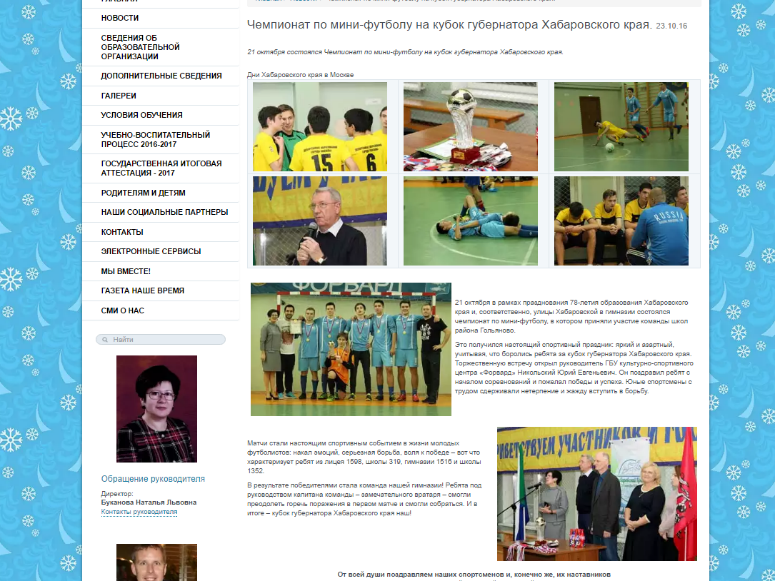 НОВОСТИ
СВЕДЕНИЯ ОБ
ОБРАЗОВАТЕЛЬНОЙ
ОРГАНИЗАЦИИ
ДОПОЛНИТЕЛЬНЫЕ СВЕДЕНИЯ
ГАЛЕРЕИ
УСЛОВИЯ ОБУЧЕНИЯ
УЧЕБНО-ВОСПИТАТЕЛЬНЫЙ
ПРОЦЕСС 2016-2017
ГОСУДАРСТВЕННАЯ ИТОГОВАЯ
АТТЕСТАЦИЯ - 2017
РОДИТЕЛЯМ И ДЕТЯМ
НАШИ СОЦИАЛЬНЫЕ ПАРТНЕРЫ
КОНТАКТЫ
ЭЛЕКТРОННЫЕ СЕРВИСЫ
МЫ ВМЕСТЕ!
ГАЗЕТА НАШЕ ВРЕМЯ
СМИ О НАС
Найти
Обращение руководителя
Директор:
Буканова Наталья Львовна
Контакты руководителя
Чемпионат по мини-футболу на кубок губернатора Хабаровского края. 23.10.16
21 октября состоялся Чемпионат по мини-футболу на кубок губернатора Хабаровского края.
Дни Хабаровского края в Москве
15
6
RUSSIA
ФОРВАРД
21 октября в рамках празднования 78-летия образования Хабаровского
края и, соответственно, улицы Хабаровской в гимназии состоялся
чемпионат по мини-футболу, в котором приняли участие команды школ
района Гольяново.
Это получился настоящий спортивный праздник: яркий и азартный,
учитывая, что боролись ребята за кубок губернатора Хабаровского края.
Торжественную встречу открыл руководитель ГБУ культурно-спортивного
центра «Форвард» Никольский Юрий Евгеньевич. Он поздравил ребят с
началом соревнований и пожелал победы и успеха. Юные спортсмены с
трудом сдерживали нетерпение и жажду вступить в борьбу.
Матчи стали настоящим спортивным событием в жизни молодых
футболистов: накал эмоций, серьезная борьба, воля к победе – вот что
характеризует ребят из лицея 1598, школы 319, гимназии 1516 и школы
1352.
В результате победителями стала команда нашей гимназии! Ребята под
руководством капитана команды – замечательного вратаря – смогли
преодолеть горечь поражения в первом матче и смогли собраться. И в
итоге – кубок губернатора Хабаровского края наш!
ВЕТСТВУЕМ УЧАСТНИКОВ И ГО
От всей души поздравляем наших спортсменов и, конечно же, их наставников